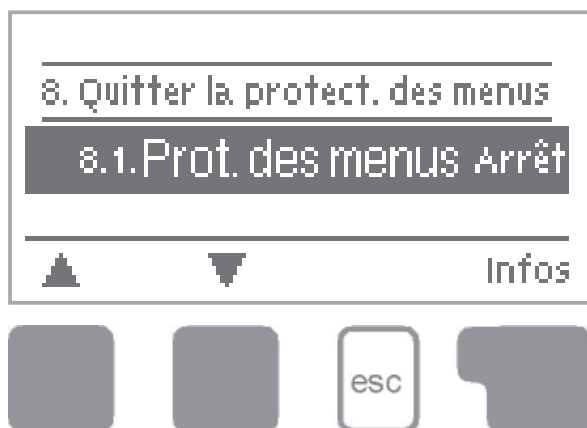 8. Quitter la protect. des menus
8.1.Prot. des menus Arrêt
Infos
esc